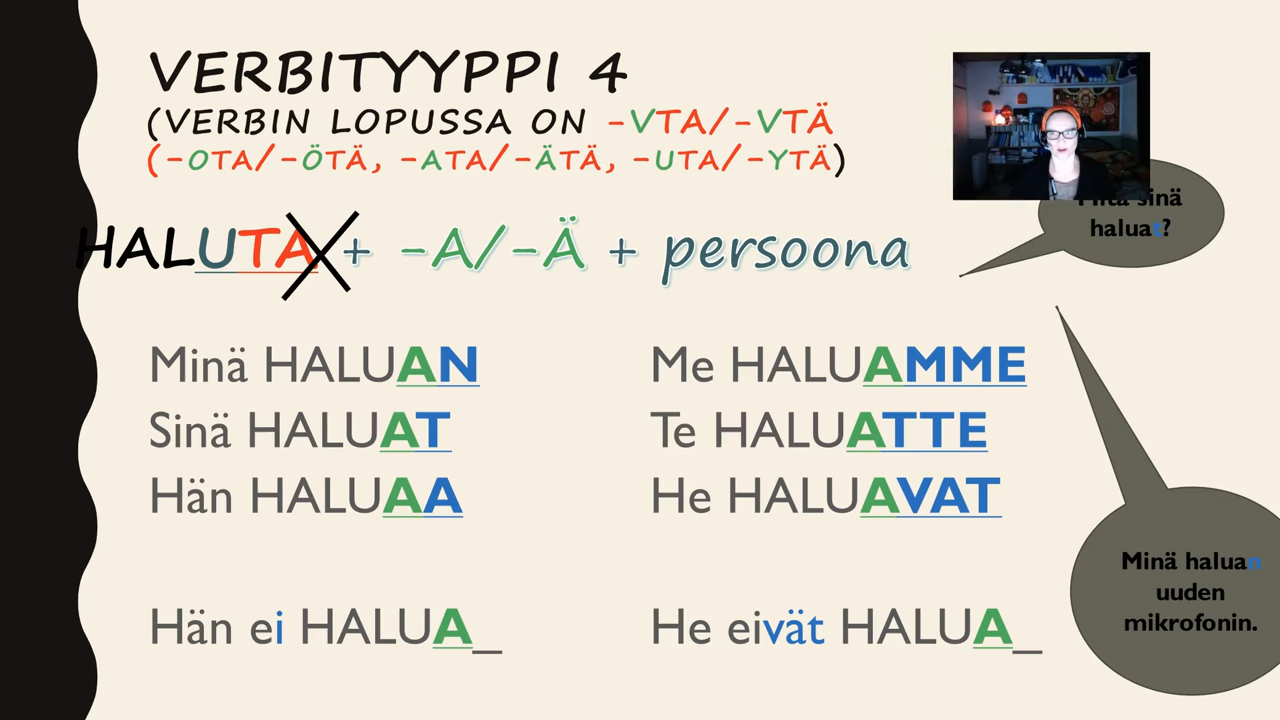 VERBITYYPPI 4
(VERBIN LOPUSSA ON -VTA/-VTÄ
(-OTA/-ÖTÄ, -ATA/-ÄTÄ, -UTA/-YTÄ)
sinä
haluat?
HALUTA + -A/-Ä + persoona
Minä HALUAN
Sinä HALUAT
Hän HALUAA
Me HALUAMME
Te HALUATTE
He HALUAVAT
Hän ei HALUA_
He eivät HALUA_
Minä haluan
uuden
mikrofonin.